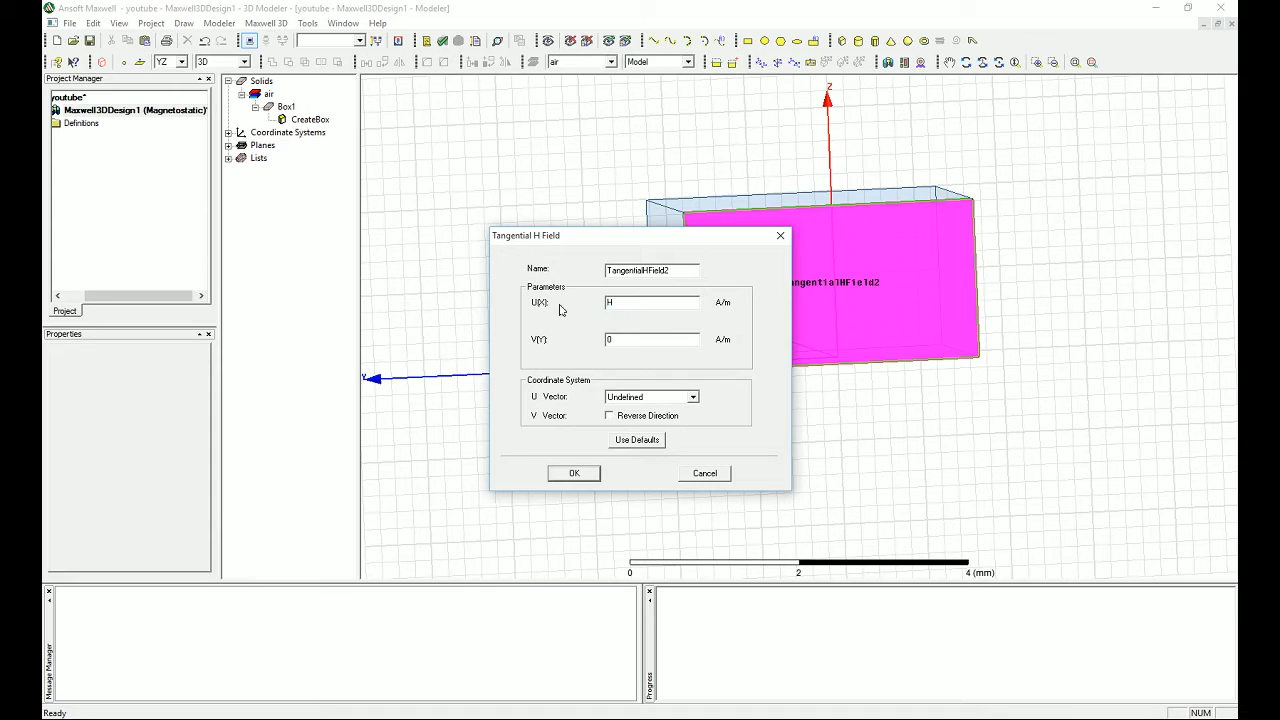 Ansoft Maxwell - youtube - Maxwell3DDesign1 - 3D Modeler - [youtube - Maxwell3DDesign1 - Modeler]
File Edit View Project Draw Modeler Maxwell 3D Tools Window Help
YZ 3D air Model
Project Manager
youtube*
Maxwell3DDesign1 (Magnetostatic)*
Definitions
Project
Properties
Solids
air
Box1
CreateBox
Coordinate Systems
Planes
Lists
Z
Y
angentialHField2
Tangential H Field
Name: TangentialHField2
Parameters
U(X): H A/m
V(Y): 0 A/m
Coordinate System
U Vector: Undefined
V Vector: Reverse Direction
Use Defaults
OK Cancel
0 2 4 (mm)
Message Manager
Progress
Ready NUM